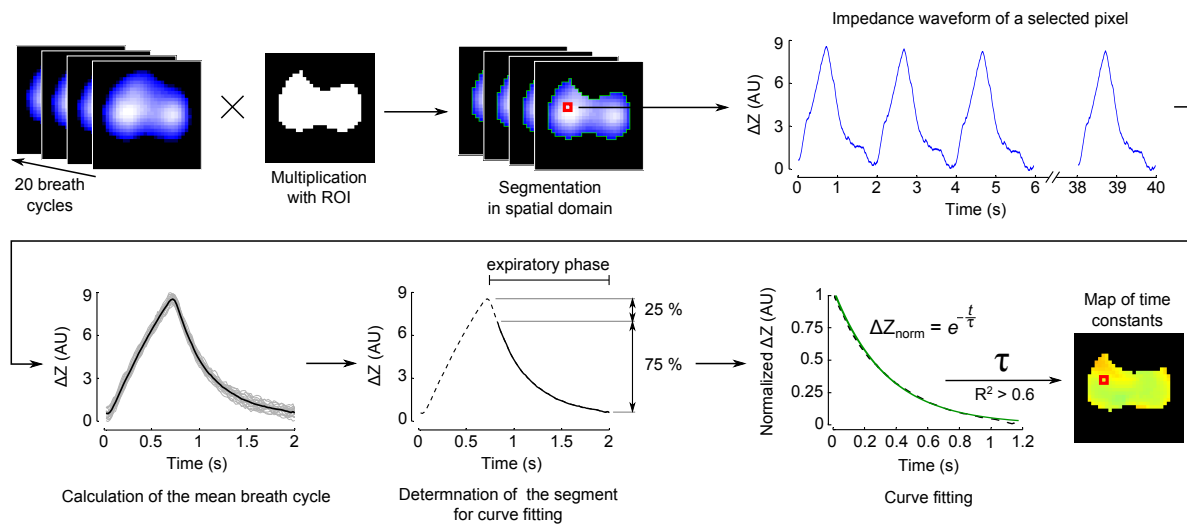 20 breath
cycles
Multiplication
with ROI
Segmentation
in spatial domain
Impedance waveform of a selected pixel
ΔZ (AU)
9
6
3
0
0 1 2 3 4 5 6 38 39 40
Time (s)
ΔZ (AU)
9
6
3
0
0 0.5 1 1.5 2
Time (s)
Calculation of the mean breath cycle
expiratory phase
25 %
75 %
ΔZ (AU)
9
6
3
0
0 0.5 1 1.5 2
Time (s)
Determnation of the segment
for curve fitting
Normalized ΔZ (AU)
1
0.75
0.5
0.25
0
0 0.2 0.4 0.6 0.8 1 1.2
Time (s)
ΔZnorm = e^-t/τ
Curve fitting
τ
R² > 0.6
Map of time
constants